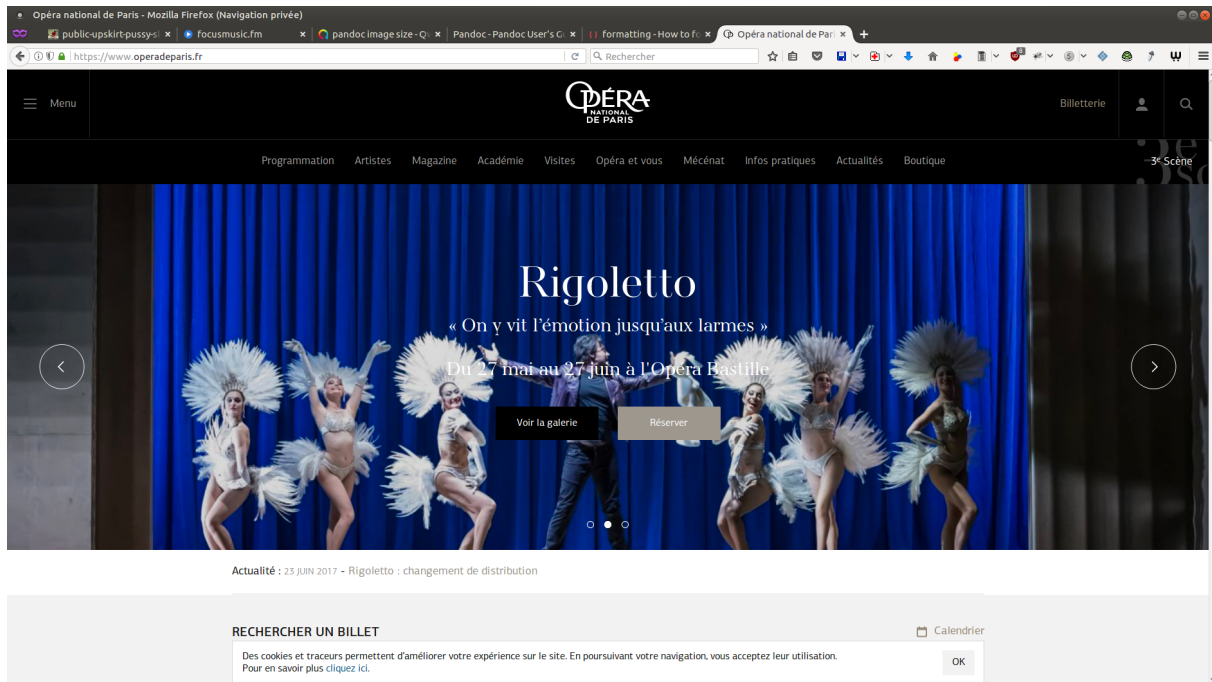 Opéra national de Paris - Mozilla Firefox (Navigation privée)
public-upskirt-pussy-sl
focusmusic.fm
pandoc image size - Q
Pandoc - Pandoc User's G
formatting - How to fo
Opéra national de Pari
https://www.operadeparis.fr
Rechercher
Menu
OPÉRA
NATIONAL
DE PARIS
Billetterie
Programmation Artistes Magazine Académie Visites Opéra et vous Mécénat Infos pratiques Actualités Boutique
3e Scène
Rigoletto
« On y vit l'émotion jusqu'aux larmes »
Du 27 mai au 27 juin à l'Opéra Bastille
Voir la galerie
Réserver
Actualité : 23 JUIN 2017 - Rigoletto : changement de distribution
RECHERCHER UN BILLET
Calendrier
Des cookies et traceurs permettent d'améliorer votre expérience sur le site. En poursuivant votre navigation, vous acceptez leur utilisation.
Pour en savoir plus cliquez ici.
OK